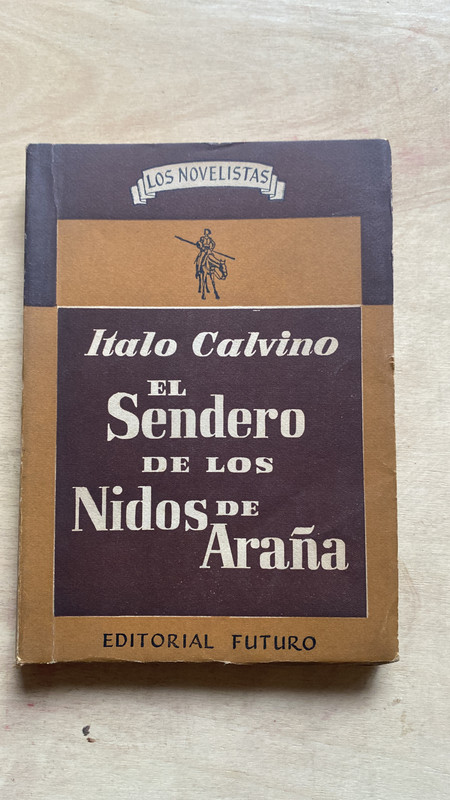 LOS NOVELISTAS
Italo Calvino
EL
Sendero
DE LOS
Nidos DE
Araña
EDITORIAL FUTURO